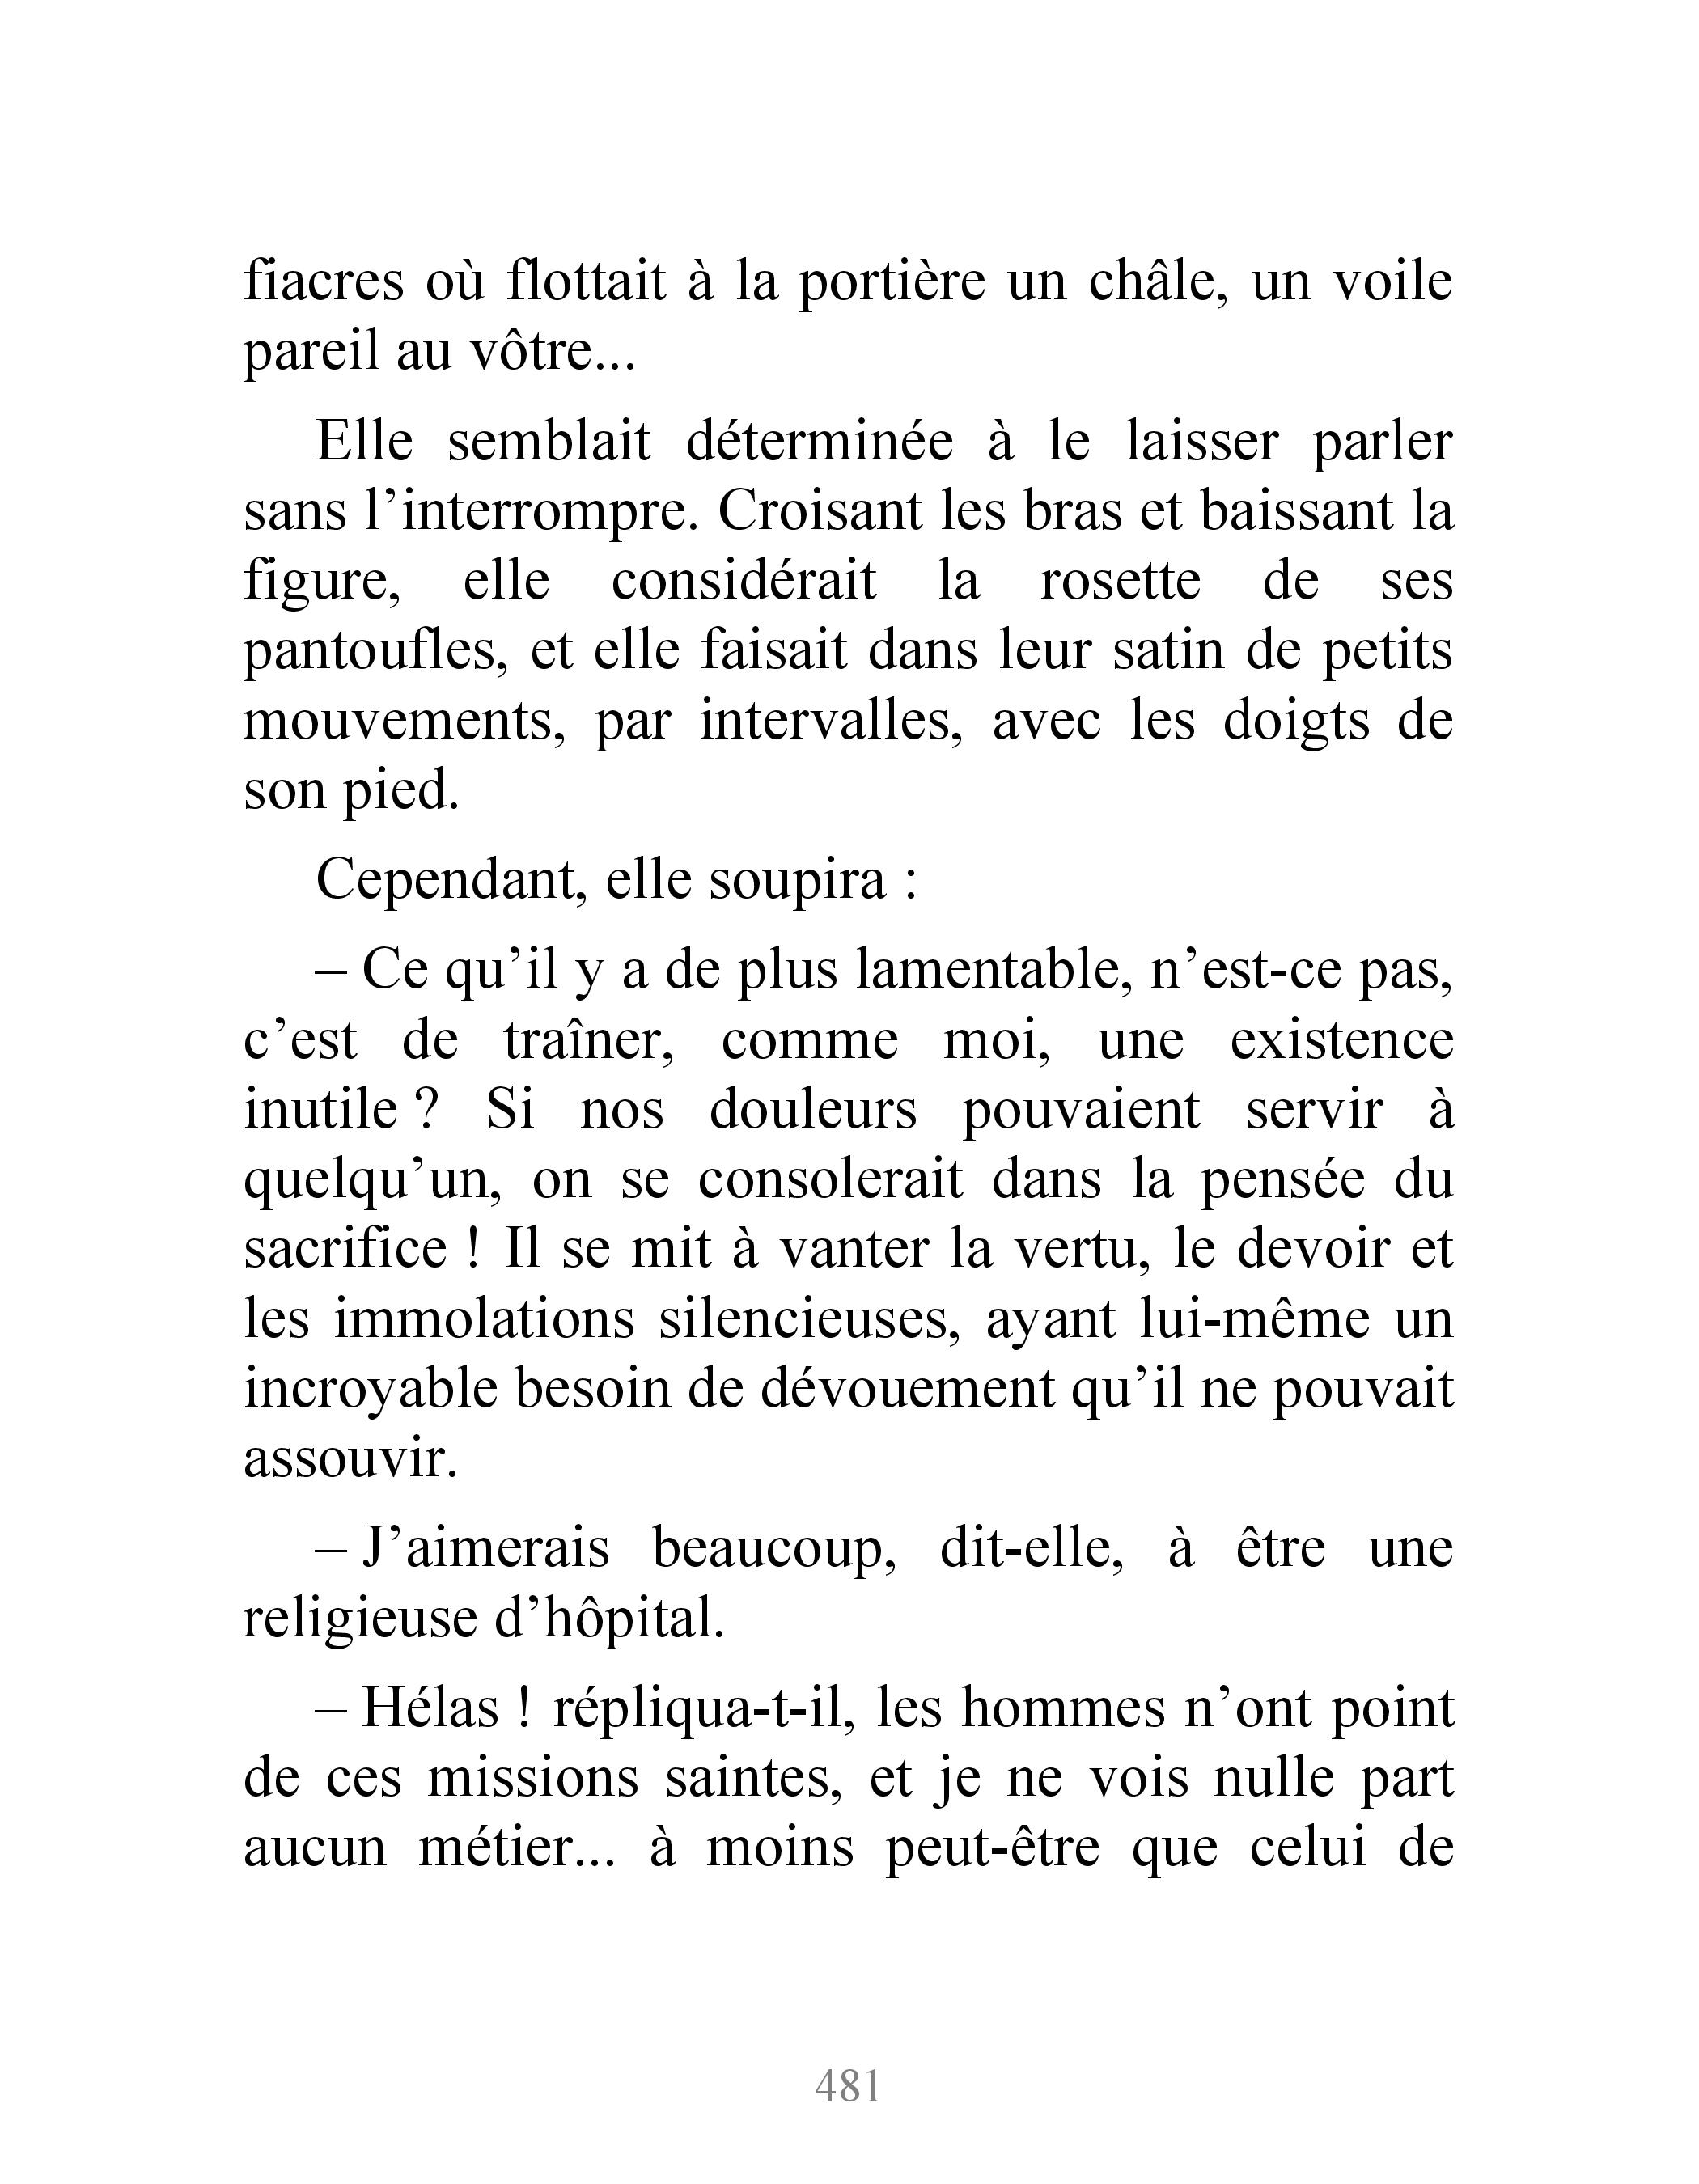 fiacres où flottait à la portière un châle, un voile
pareil au vôtre...
Elle semblait déterminée à le laisser parler
sans l’interrompre. Croisant les bras et baissant la
figure, elle considérait la rosette de ses
pantoufles, et elle faisait dans leur satin de petits
mouvements, par intervalles, avec les doigts de
son pied.
Cependant, elle soupira :
– Ce qu’il y a de plus lamentable, n’est-ce pas,
c’est de traîner, comme moi, une existence
inutile ? Si nos douleurs pouvaient servir à
quelqu’un, on se consolerait dans la pensée du
sacrifice ! Il se mit à vanter la vertu, le devoir et
les immolations silencieuses, ayant lui-même un
incroyable besoin de dévouement qu’il ne pouvait
assouvir.
– J’aimerais beaucoup, dit-elle, à être une
religieuse d’hôpital.
– Hélas ! répliqua-t-il, les hommes n’ont point
de ces missions saintes, et je ne vois nulle part
aucun métier... à moins peut-être que celui de
481